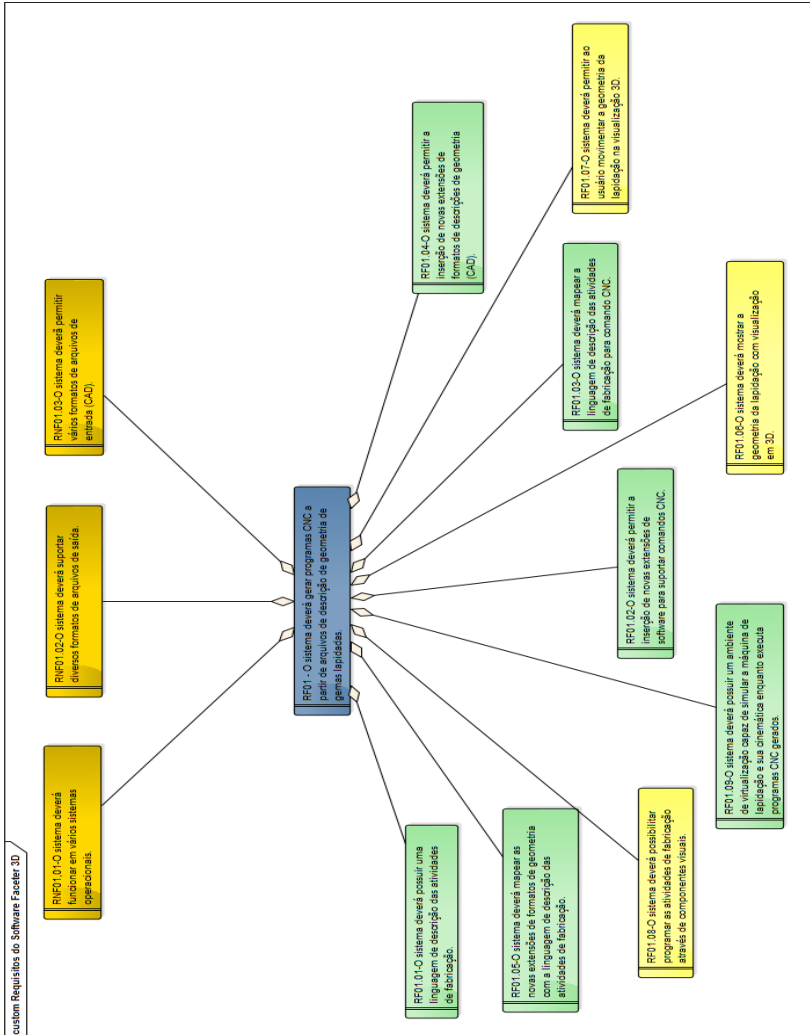 custom Requisitos do Software Faceter 3D
RNF01.01-O sistema deverá
funcionar em vários sistemas
operacionais.
RNF01.02-O sistema deverá suportar
diversos formatos de arquivos de saída.
RNF01.03-O sistema deverá permitir
vários formatos de arquivos de
entrada (CAD).
RF01 - O sistema deverá gerar programas CNC a
partir de arquivos de descrição de geometria de
gemas lapidadas.
RF01.01-O sistema deverá possuir uma
linguagem de descrição das atividades
de fabricação.
RF01.04-O sistema deverá permitir a
inserção de novas extensões de
formatos de descrições de geometria
(CAD).
RF01.05-O sistema deverá mapear as
novas extensões de formatos de geometria
com a linguagem de descrição das
atividades de fabricação.
RF01.03-O sistema deverá mapear a
linguagem de descrição das atividades
de fabricação para comando CNC.
RF01.07-O sistema deverá permitir ao
usuário movimentar a geometria da
lapidação na visualização 3D.
RF01.08-O sistema deverá possibilitar
programar as atividades de fabricação
através de componentes visuais.
RF01.02-O sistema deverá permitir a
inserção de novas extensões de
software para suportar comandos CNC.
RF01.09-O sistema deverá possuir um ambiente
de virtualização capaz de simular a máquina de
lapidação e sua cinemática enquanto executa
programas CNC gerados.
RF01.06-O sistema deverá mostrar a
geometria da lapidação com visualização
em 3D.